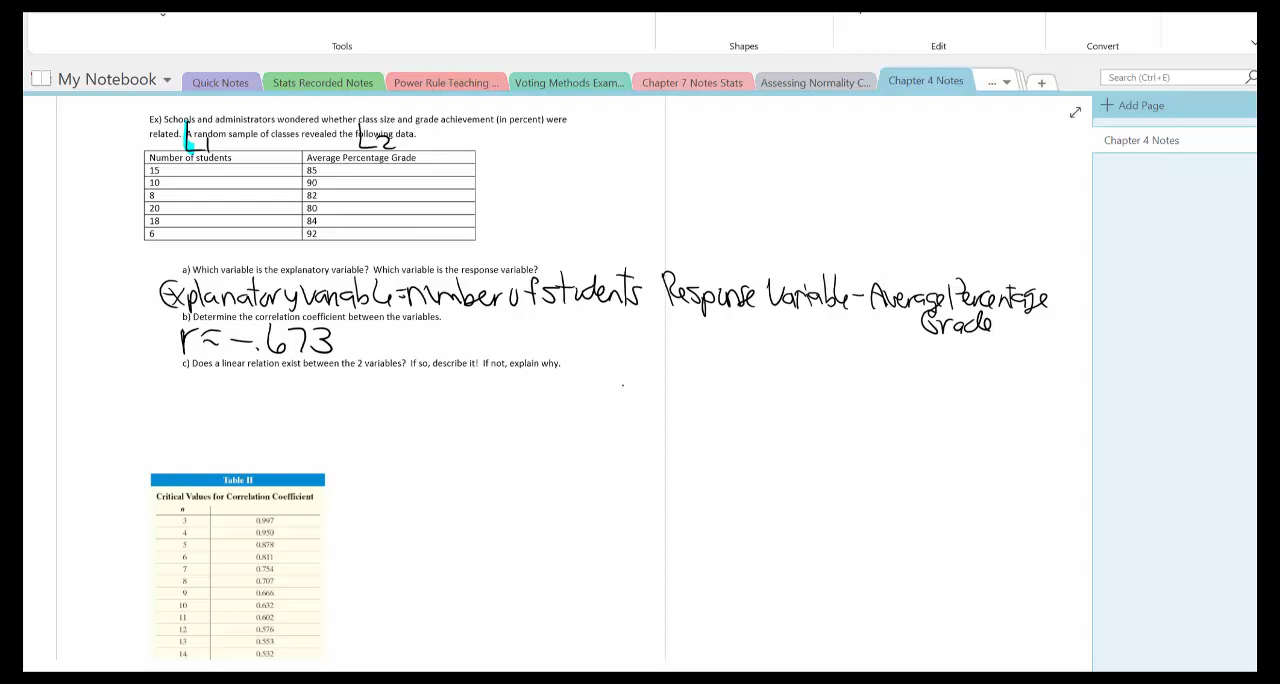 Tools
Shapes
Edit
Convert
My Notebook
Quick Notes
Stats Recorded Notes
Power Rule Teaching ...
Voting Methods Exam...
Chapter 7 Notes Stats
Assessing Normality C...
Chapter 4 Notes
...
Search (Ctrl+E)
Add Page
Chapter 4 Notes
Ex) Schools and administrators wondered whether class size and grade achievement (in percent) were
related. A random sample of classes revealed the following data.
L1 L2
Number of students Average Percentage Grade
15 85
10 90
8 82
20 80
18 84
6 92
a) Which variable is the explanatory variable? Which variable is the response variable?
Explanatory variable = number of students Response Variable - Average Percentage
Grade
b) Determine the correlation coefficient between the variables.
r ≈ -.673
c) Does a linear relation exist between the 2 variables? If so, describe it! If not, explain why.
Table II
Critical Values for Correlation Coefficient
n
3 0.997
4 0.950
5 0.878
6 0.811
7 0.754
8 0.707
9 0.666
10 0.632
11 0.602
12 0.576
13 0.553
14 0.532